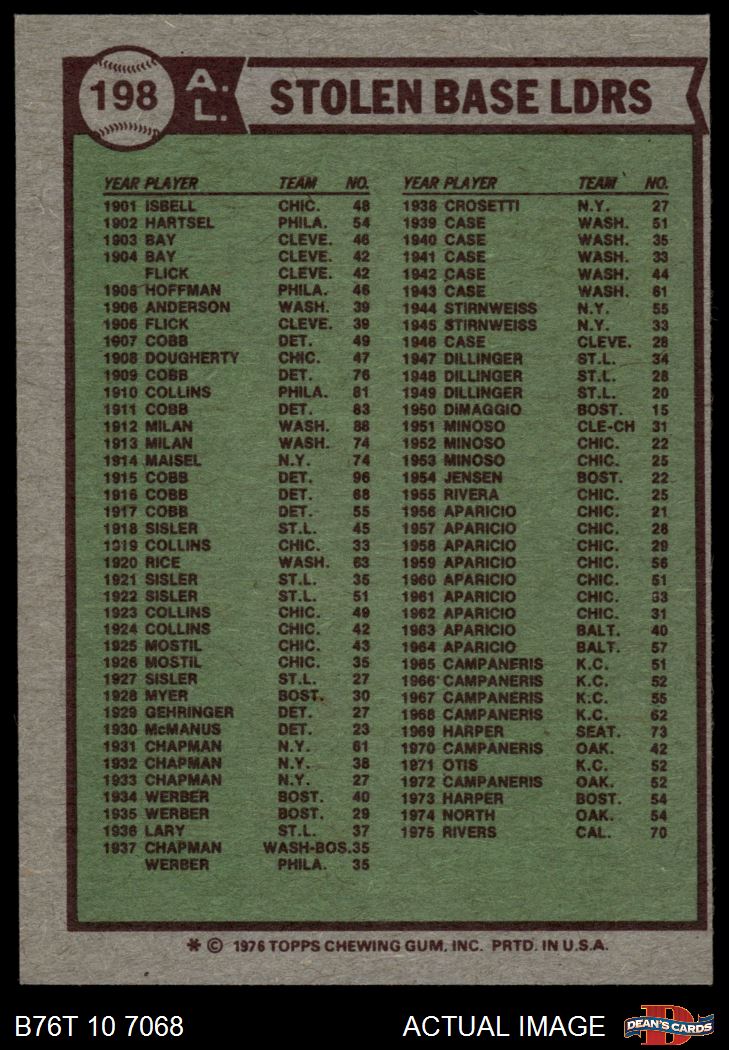 198 A.L. STOLEN BASE LDRS
YEAR PLAYER TEAM NO.
1901 ISBELL CHIC. 48
1902 HARTSEL PHILA. 54
1903 BAY CLEVE. 46
1904 BAY CLEVE. 42
FLICK CLEVE. 42
1905 HOFFMAN PHILA. 46
1906 ANDERSON WASH. 39
1906 FLICK CLEVE. 39
1907 COBB DET. 49
1908 DOUGHERTY CHIC. 47
1909 COBB DET. 76
1910 COLLINS PHILA. 81
1911 COBB DET. 83
1912 MILAN WASH. 88
1913 MILAN WASH. 74
1914 MAISEL N.Y. 74
1915 COBB DET. 96
1916 COBB DET. 68
1917 COBB DET. 55
1918 SISLER ST.L. 45
1919 COLLINS CHIC. 33
1920 RICE WASH. 63
1921 SISLER ST.L. 35
1922 SISLER ST.L. 51
1923 COLLINS CHIC. 49
1924 COLLINS CHIC. 42
1925 MOSTIL CHIC. 43
1926 MOSTIL CHIC. 35
1927 SISLER ST.L. 27
1928 MYER BOST. 30
1929 GEHRINGER DET. 27
1930 McMANUS DET. 23
1931 CHAPMAN N.Y. 61
1932 CHAPMAN N.Y. 38
1933 CHAPMAN N.Y. 27
1934 WERBER BOST. 40
1935 WERBER BOST. 29
1936 LARY ST.L. 37
1937 CHAPMAN WASH-BOS. 35
WERBER PHILA. 35
YEAR PLAYER TEAM NO.
1938 CROSETTI N.Y. 27
1939 CASE WASH. 51
1940 CASE WASH. 35
1941 CASE WASH. 33
1942 CASE WASH. 44
1943 CASE WASH. 61
1944 STIRNWEISS N.Y. 55
1945 STIRNWEISS N.Y. 33
1946 CASE CLEVE. 28
1947 DILLINGER ST.L. 34
1948 DILLINGER ST.L. 28
1949 DILLINGER ST.L. 20
1950 DIMAGGIO BOST. 15
1951 MINOSO CLE-CH 31
1952 MINOSO CHIC. 22
1953 MINOSO CHIC. 25
1954 JENSEN BOST. 22
1955 RIVERA CHIC. 25
1956 APARICIO CHIC. 21
1957 APARICIO CHIC. 28
1958 APARICIO CHIC. 29
1959 APARICIO CHIC. 56
1960 APARICIO CHIC. 51
1961 APARICIO CHIC. 33
1962 APARICIO CHIC. 31
1963 APARICIO BALT. 40
1964 APARICIO BALT. 57
1965 CAMPANERIS K.C. 51
1966 CAMPANERIS K.C. 52
1967 CAMPANERIS K.C. 55
1968 CAMPANERIS K.C. 62
1969 HARPER SEAT. 73
1970 CAMPANERIS OAK. 42
1971 OTIS K.C. 52
1972 CAMPANERIS OAK. 52
1973 HARPER BOST. 54
1974 NORTH OAK. 54
1975 RIVERS CAL. 70
* © 1976 TOPPS CHEWING GUM, INC. PRTD. IN U.S.A.
B76T 10 7068 ACTUAL IMAGE D DEAN'S CARDS